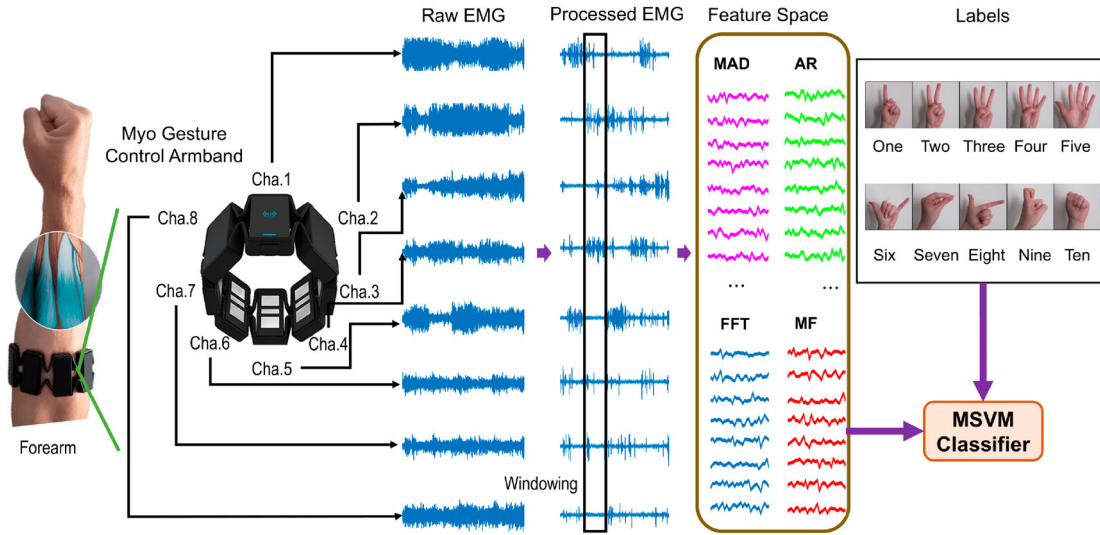 Raw EMG
Processed EMG
Feature Space
Labels
Myo Gesture
Control Armband
Cha.1
Cha.2
Cha.3
Cha.4
Cha.5
Cha.6
Cha.7
Cha.8
Forearm
Windowing
MAD
AR
...
...
FFT
MF
One
Two
Three
Four
Five
Six
Seven
Eight
Nine
Ten
MSVM
Classifier